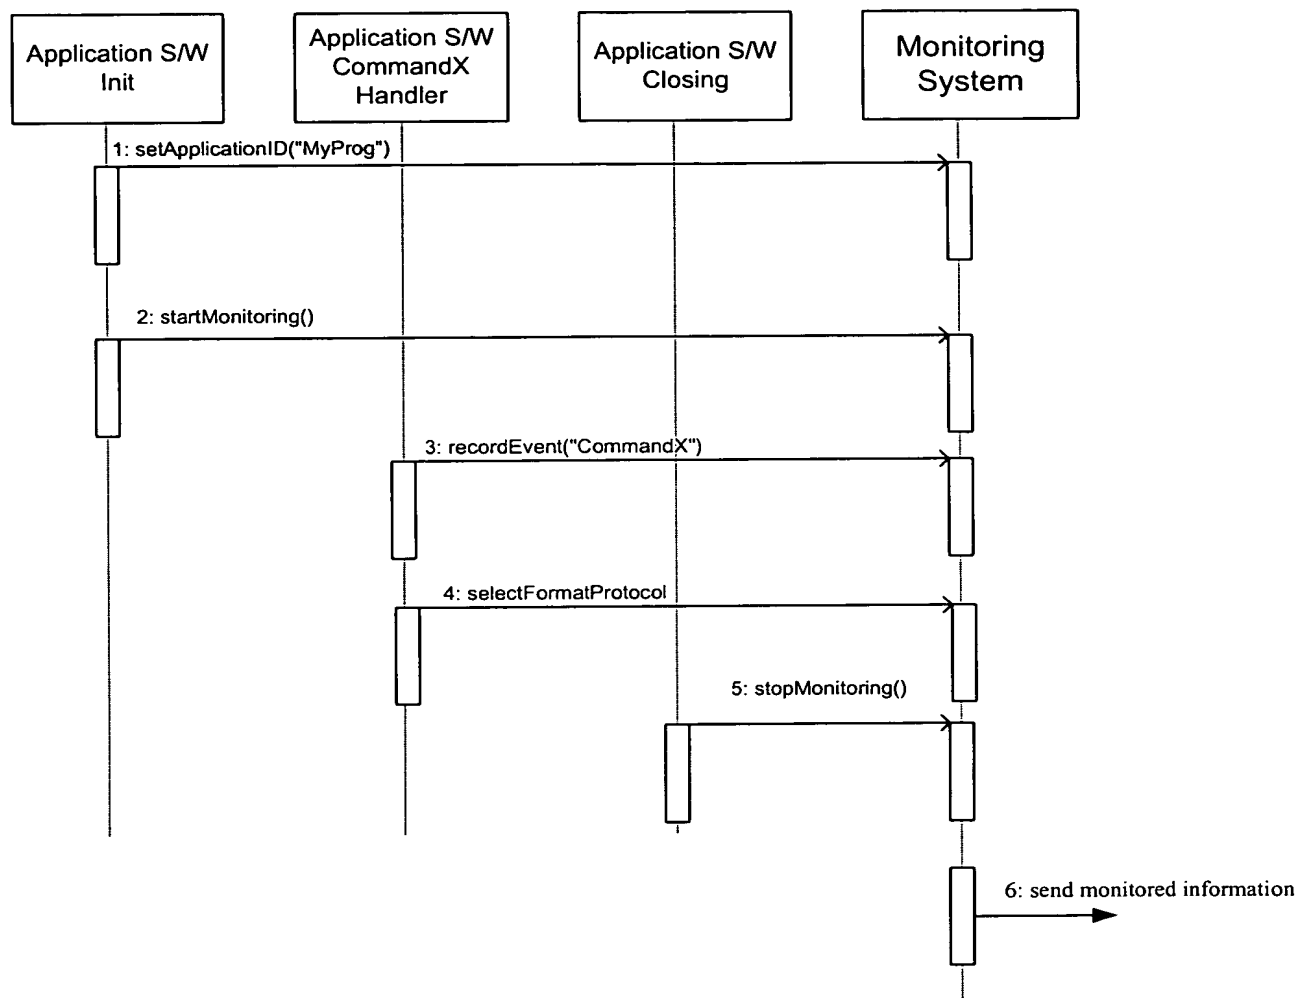 Application S/W
Init
Application S/W
CommandX
Handler
Application S/W
Closing
Monitoring
System
1: setApplicationID("MyProg")
2: startMonitoring()
3: recordEvent("CommandX")
4: selectFormatProtocol
5: stopMonitoring()
6: send monitored information